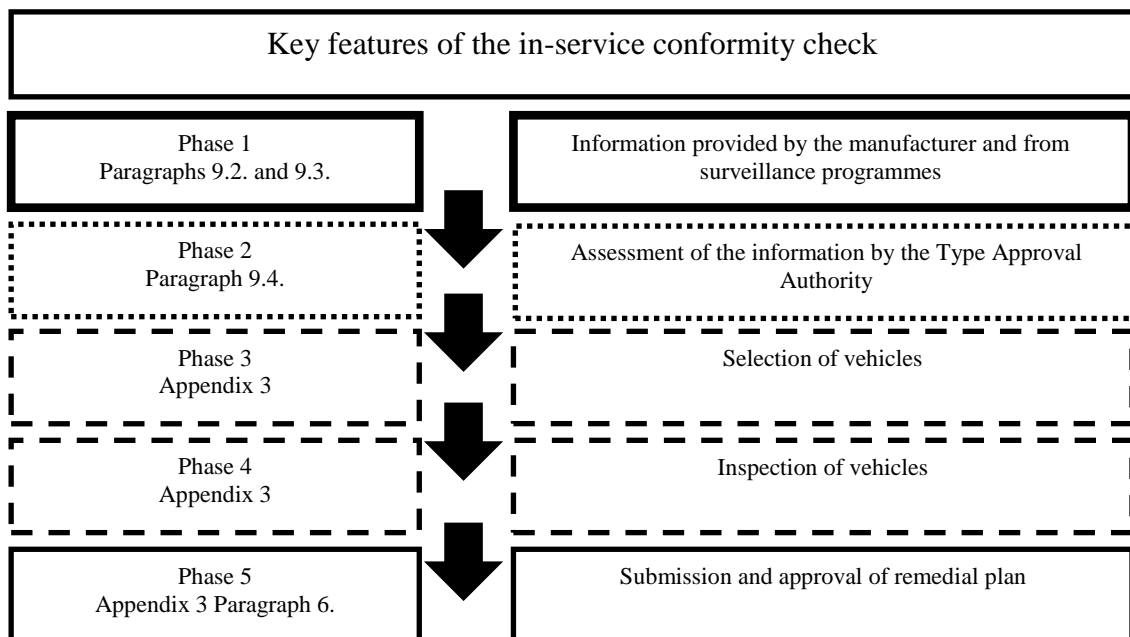 Key features of the in-service conformity check
Phase 1
Paragraphs 9.2. and 9.3.
Information provided by the manufacturer and from
surveillance programmes
Phase 2
Paragraph 9.4.
Assessment of the information by the Type Approval
Authority
Phase 3
Appendix 3
Selection of vehicles
Phase 4
Appendix 3
Inspection of vehicles
Phase 5
Appendix 3 Paragraph 6.
Submission and approval of remedial plan